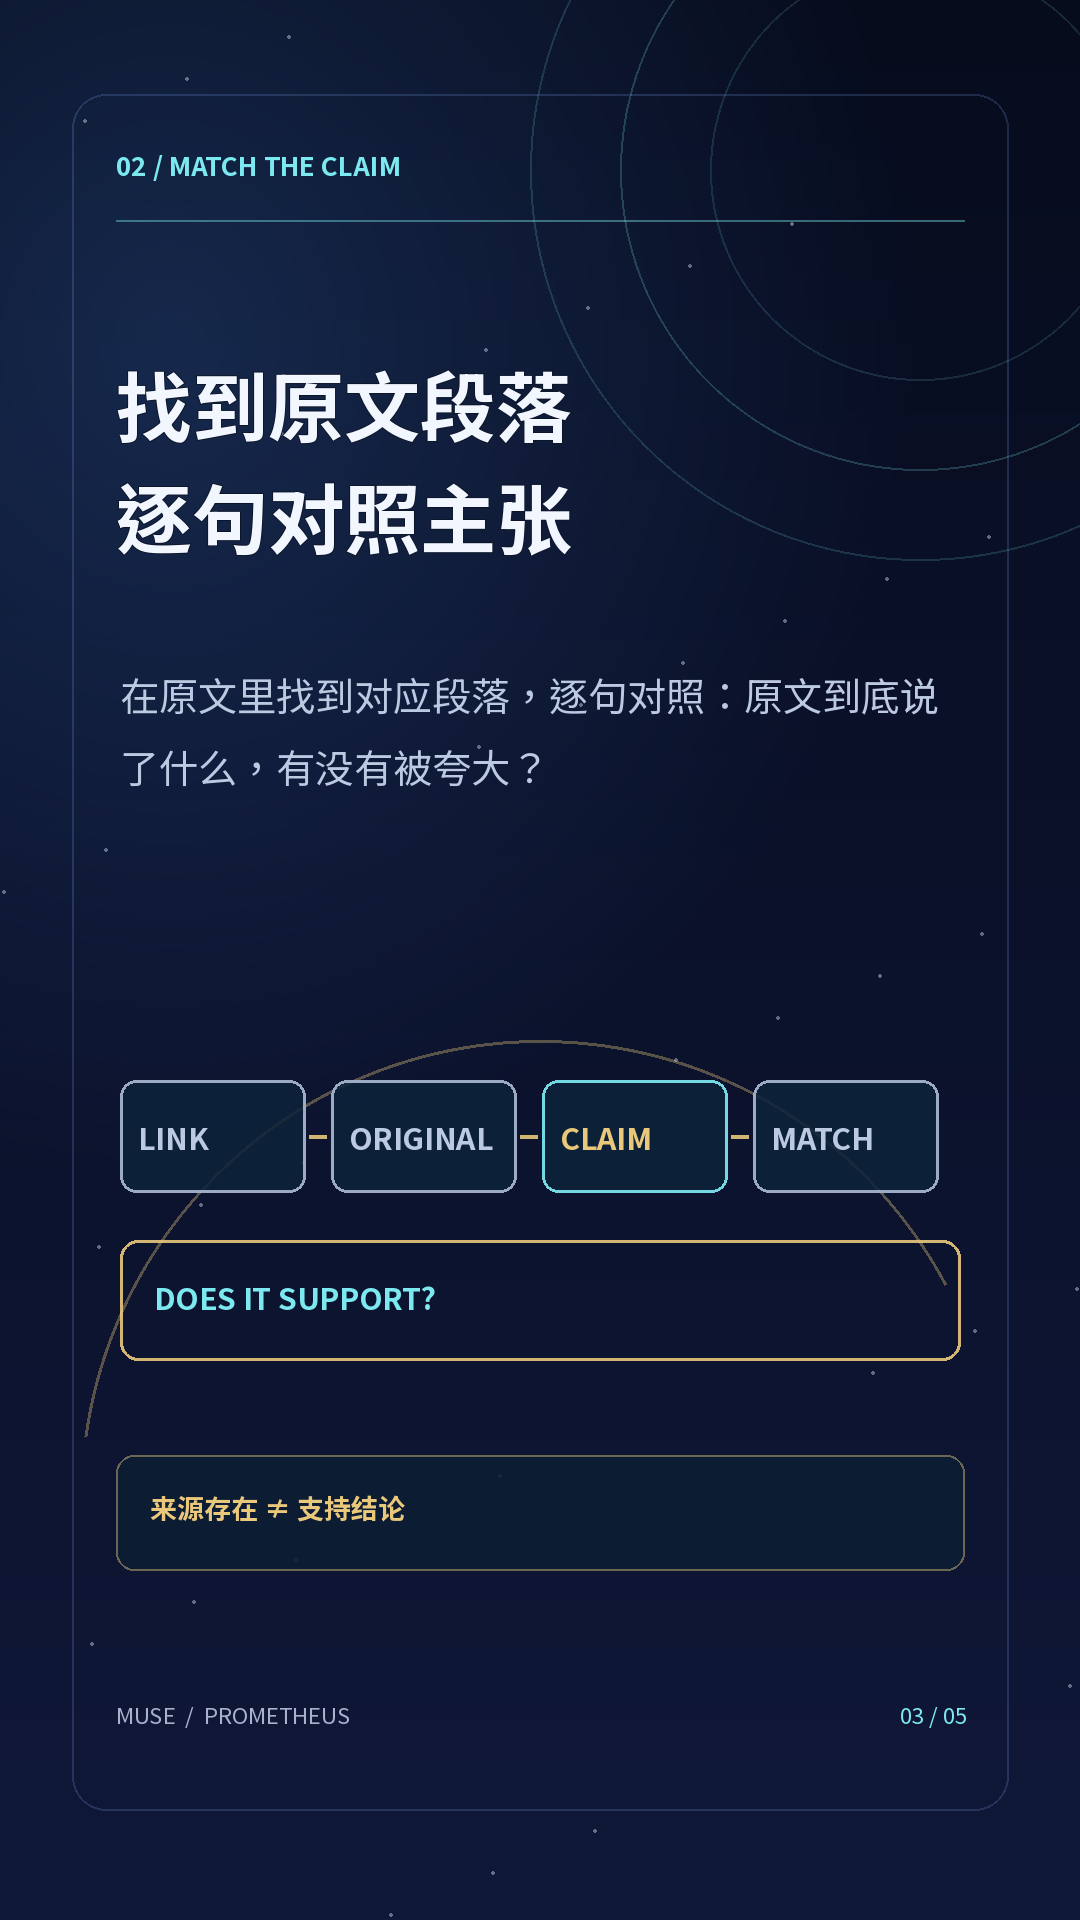 02 / MATCH THE CLAIM
找到原文段落
逐句对照主张
在原文里找到对应段落，逐句对照：原文到底说
了什么，有没有被夸大？
LINK
ORIGINAL
CLAIM
MATCH
DOES IT SUPPORT?
来源存在 ≠ 支持结论
MUSE / PROMETHEUS
03 / 05